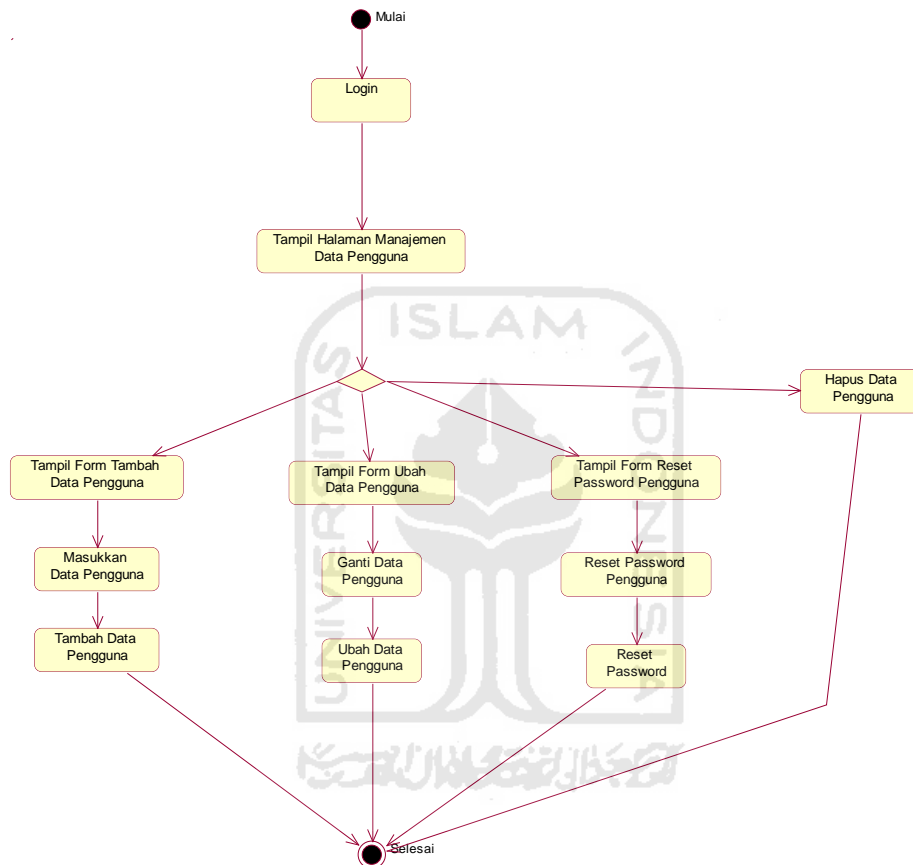 Mulai
Login
Tampil Halaman Manajemen
Data Pengguna
ISLAM
UNIVERSITAS
INDONESIA
Hapus Data
Pengguna
Tampil Form Tambah
Data Pengguna
Tampil Form Ubah
Data Pengguna
Tampil Form Reset
Password Pengguna
Masukkan
Data Pengguna
Ganti Data
Pengguna
Reset Password
Pengguna
Tambah Data
Pengguna
Ubah Data
Pengguna
Reset
Password
Selesai